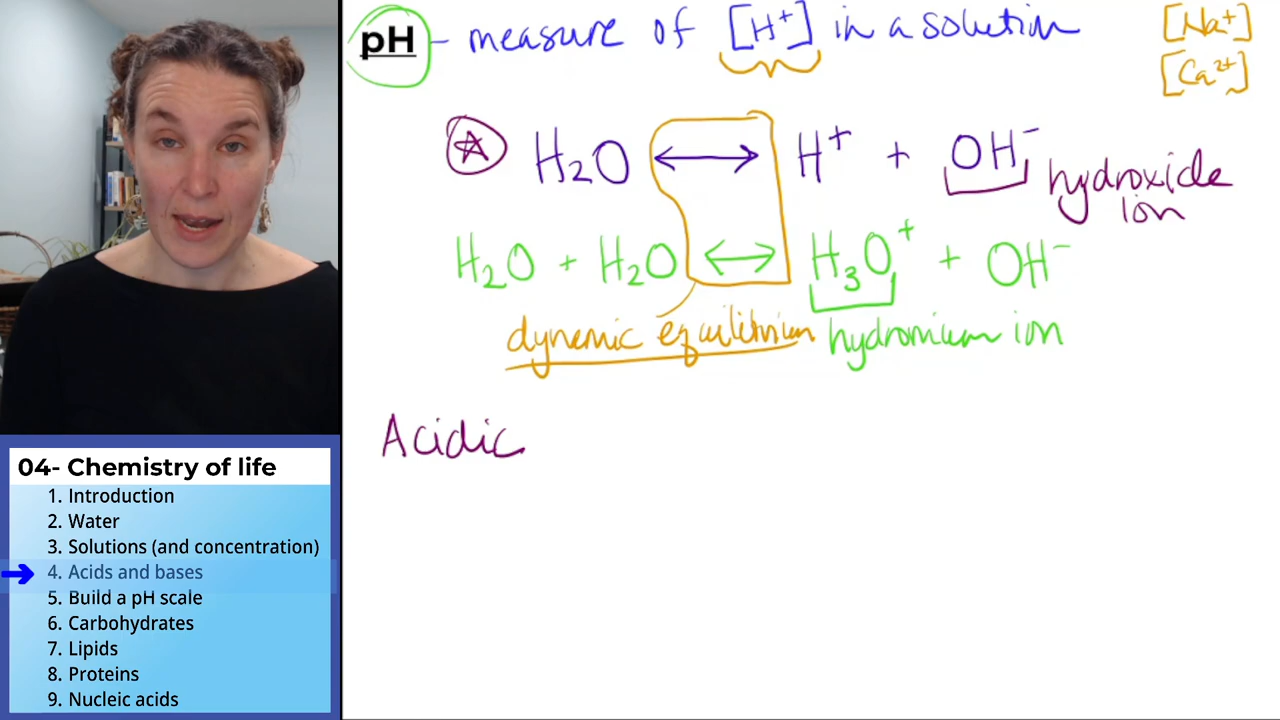 pH - measure of [H⁺] in a solution
[Na⁺]
[Ca²⁺]
H₂O ↔ H⁺ + OH⁻
hydroxide
ion
H₂O + H₂O ↔ H₃O⁺ + OH⁻
dynamic equilibrium hydronium ion
Acidic
04- Chemistry of life
1. Introduction
2. Water
3. Solutions (and concentration)
4. Acids and bases
5. Build a pH scale
6. Carbohydrates
7. Lipids
8. Proteins
9. Nucleic acids